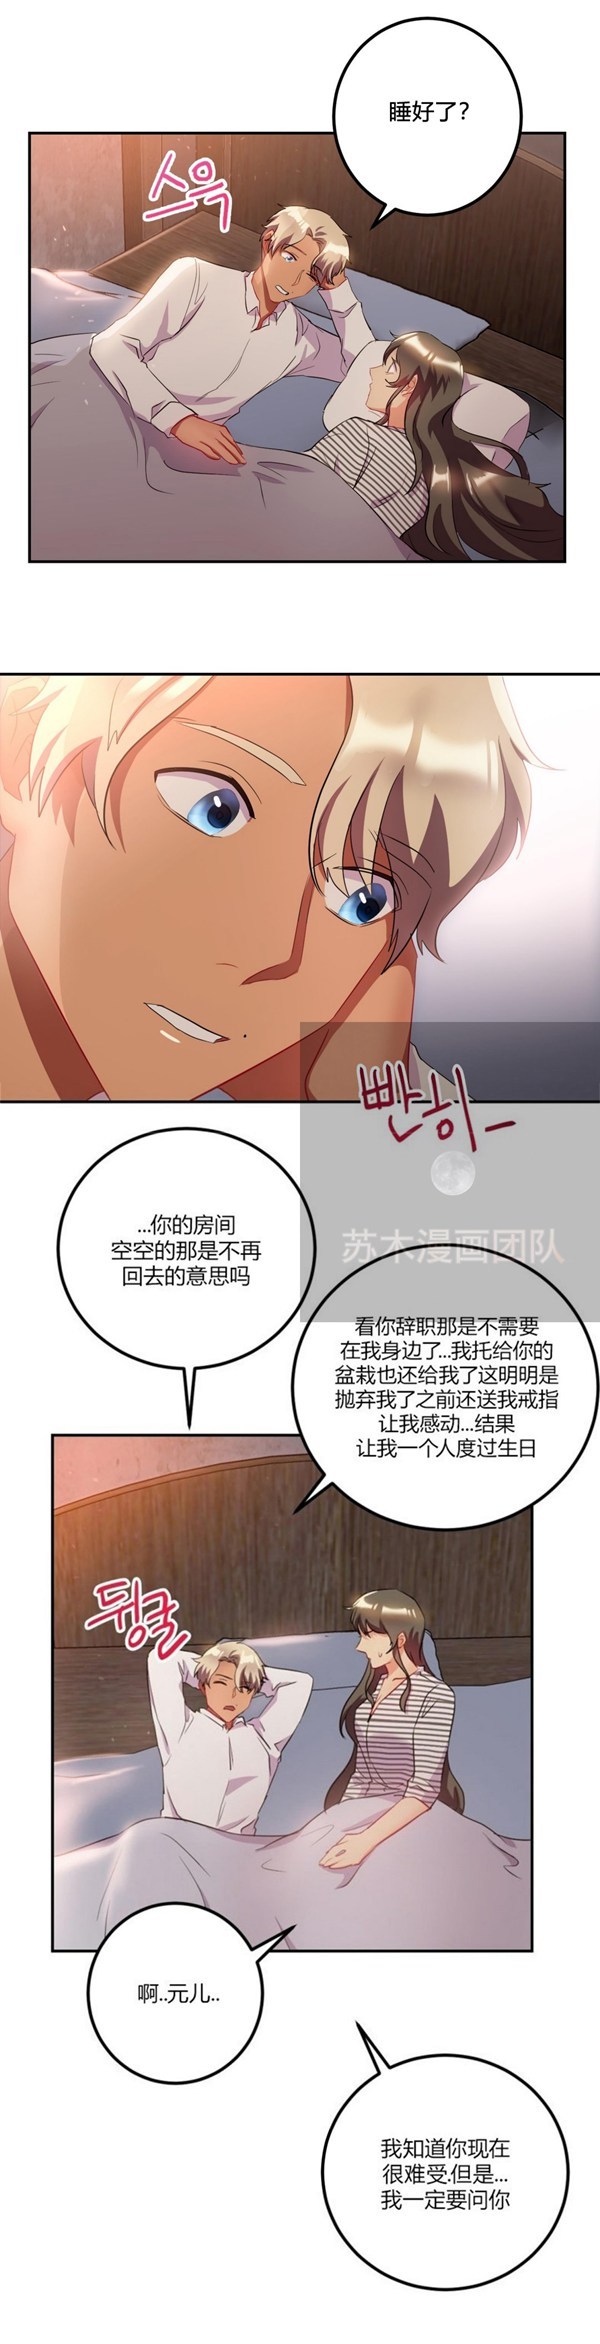 睡好了?
스윽
빤히-
...你的房间
空空的那是不再
回去的意思吗
苏木漫画团队
看你辞职那是不需要
在我身边了...我托给你的
盆栽也还给我了这明明是
抛弃我了之前还送我戒指
让我感动...结果
让我一个人度过生日
뒹굴
啊..元儿..
我知道你现在
很难受.但是...
我一定要问你